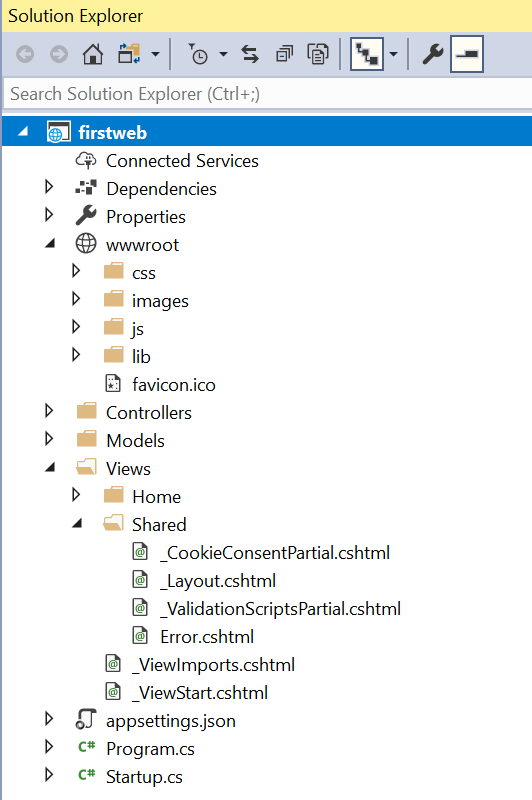 Solution Explorer
Search Solution Explorer (Ctrl+;)
firstweb
Connected Services
Dependencies
Properties
wwwroot
css
images
js
lib
favicon.ico
Controllers
Models
Views
Home
Shared
_CookieConsentPartial.cshtml
_Layout.cshtml
_ValidationScriptsPartial.cshtml
Error.cshtml
_ViewImports.cshtml
_ViewStart.cshtml
appsettings.json
C# Program.cs
C# Startup.cs